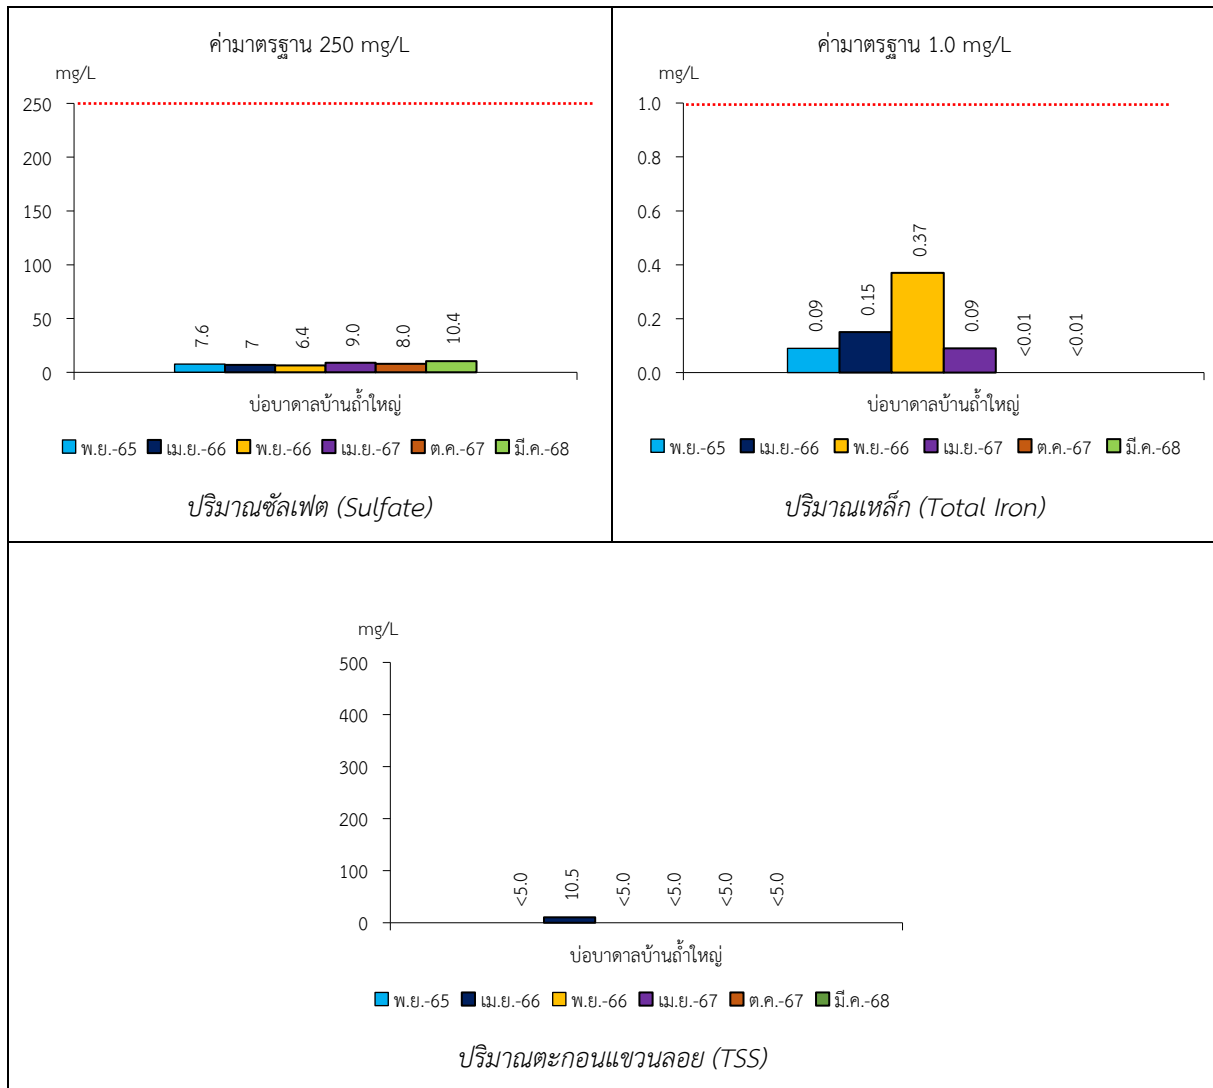 ค่ามาตรฐาน 250 mg/L
mg/L
250
200
150
100
50
0
7.6
7
6.4
9.0
8.0
10.4
บ่อบาดาลบ้านถ้ำใหญ่
พ.ย.-65 เม.ย.-66 พ.ย.-66 เม.ย.-67 ต.ค.-67 มี.ค.-68
ปริมาณซัลเฟต (Sulfate)
ค่ามาตรฐาน 1.0 mg/L
mg/L
1.0
0.8
0.6
0.4
0.2
0.0
0.09
0.15
0.37
0.09
<0.01
<0.01
บ่อบาดาลบ้านถ้ำใหญ่
พ.ย.-65 เม.ย.-66 พ.ย.-66 เม.ย.-67 ต.ค.-67 มี.ค.-68
ปริมาณเหล็ก (Total Iron)
mg/L
500
400
300
200
100
0
<5.0
10.5
<5.0
<5.0
<5.0
<5.0
บ่อบาดาลบ้านถ้ำใหญ่
พ.ย.-65 เม.ย.-66 พ.ย.-66 เม.ย.-67 ต.ค.-67 มี.ค.-68
ปริมาณตะกอนแขวนลอย (TSS)